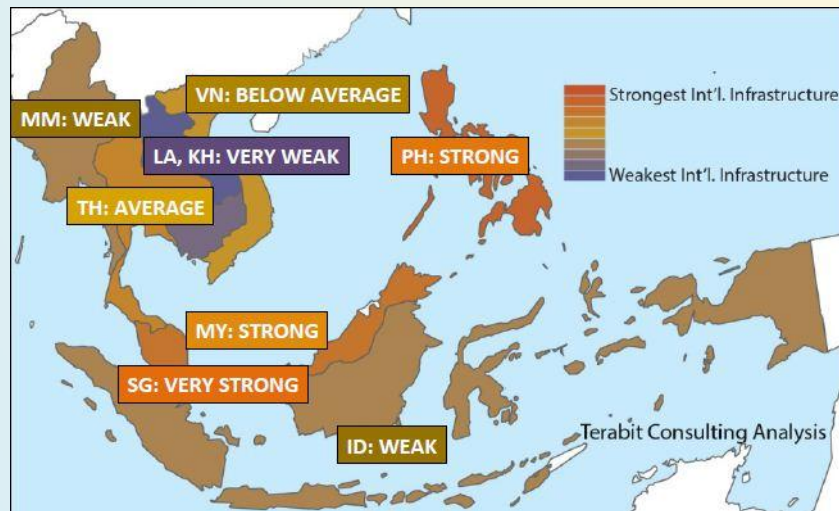 VN: BELOW AVERAGE
Strongest Int'l. Infrastructure
MM: WEAK
LA, KH: VERY WEAK
PH: STRONG
Weakest Int'l. Infrastructure
TH: AVERAGE
MY: STRONG
SG: VERY STRONG
Terabit Consulting Analysis
ID: WEAK